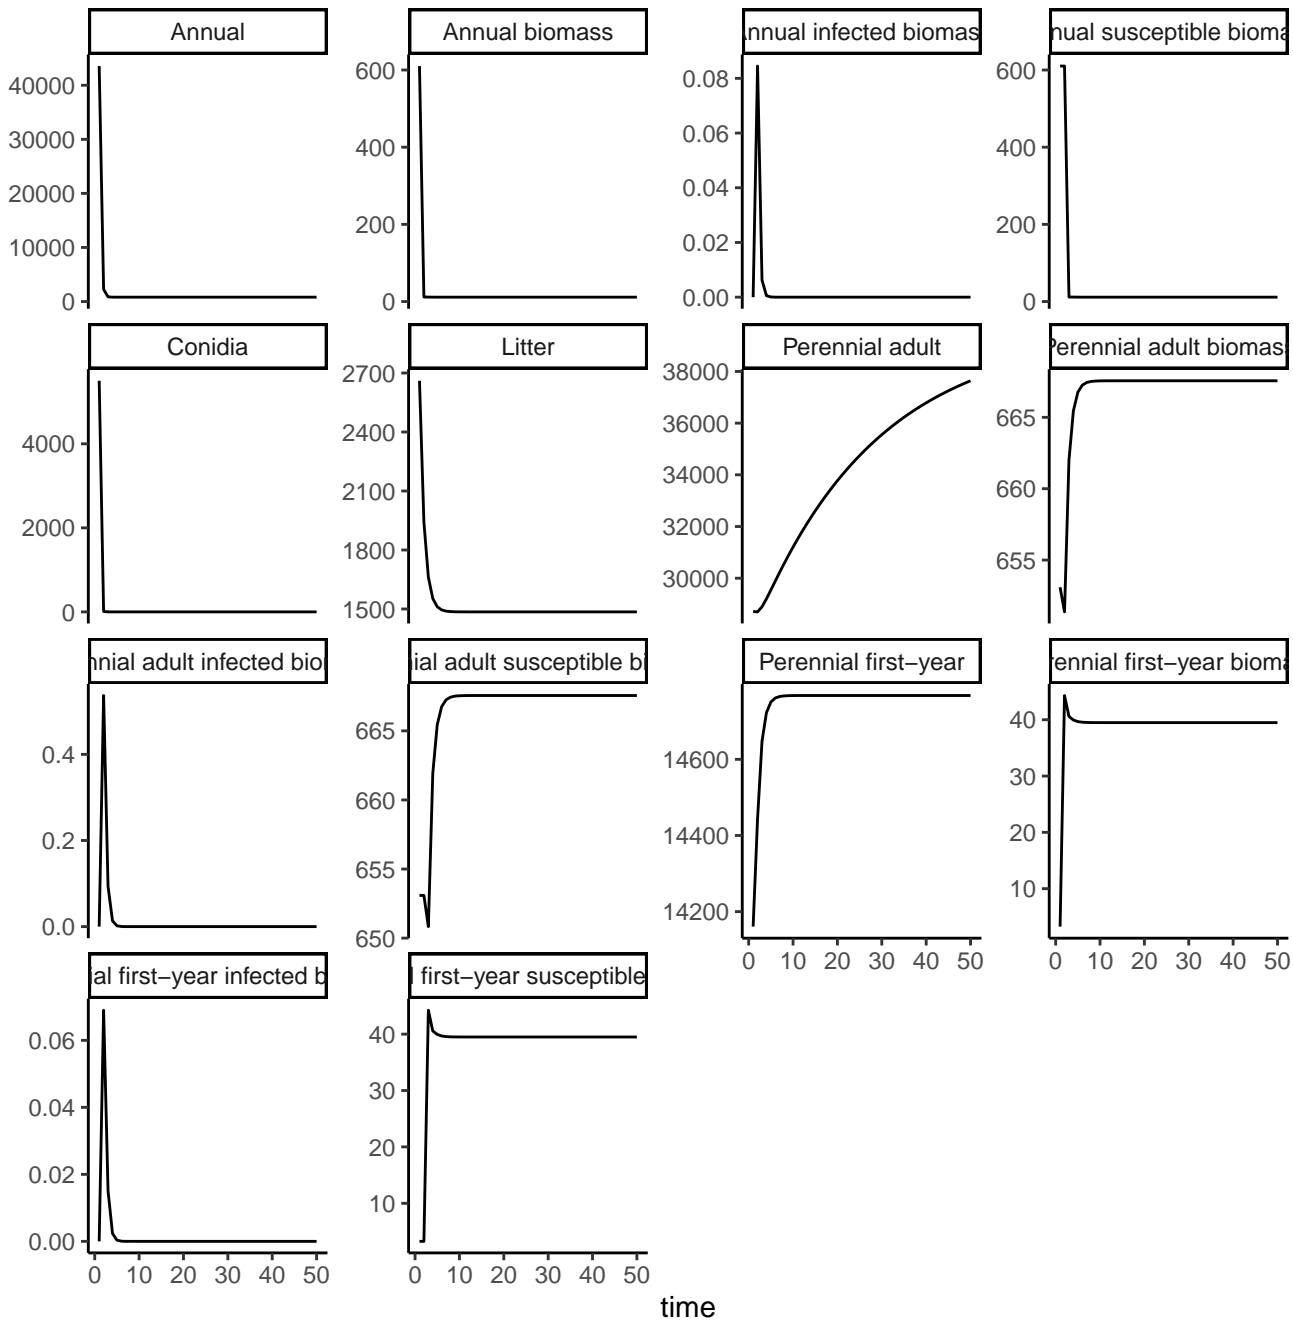 Annual
Annual biomass
Annual infected biomas
nual susceptible bioma
40000
30000
20000
10000
0
600
400
200
0
0.08
0.06
0.04
0.02
0.00
600
400
200
0
Conidia
Litter
Perennial adult
Perennial adult biomass
4000
2000
0
2700
2400
2100
1800
1500
38000
36000
34000
32000
30000
665
660
655
nnial adult infected bio
ial adult susceptible bi
Perennial first−year
rennial first−year bioma
0.4
0.2
0.0
665
660
655
650
14600
14400
14200
0 10 20 30 40 50
40
30
20
10
0 10 20 30 40 50
ial first−year infected b
l first−year susceptible
0.06
0.04
0.02
0.00
0 10 20 30 40 50
40
30
20
10
0 10 20 30 40 50
time